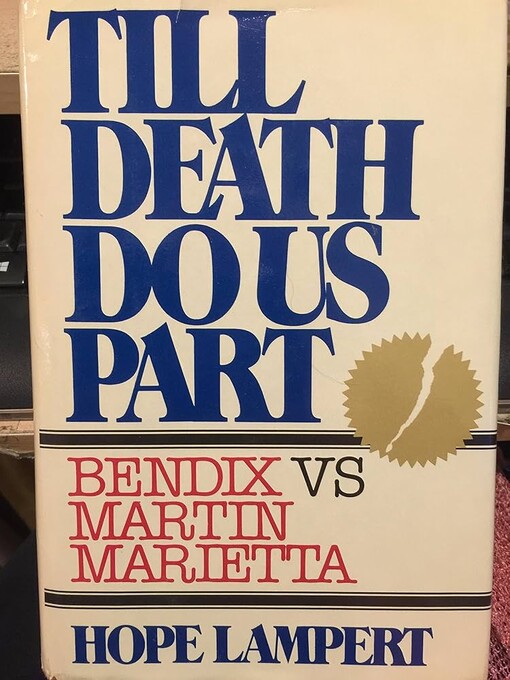 TILL
DEATH
DO US
PART
BENDIX VS
MARTIN
MARIETTA
HOPE LAMPERT